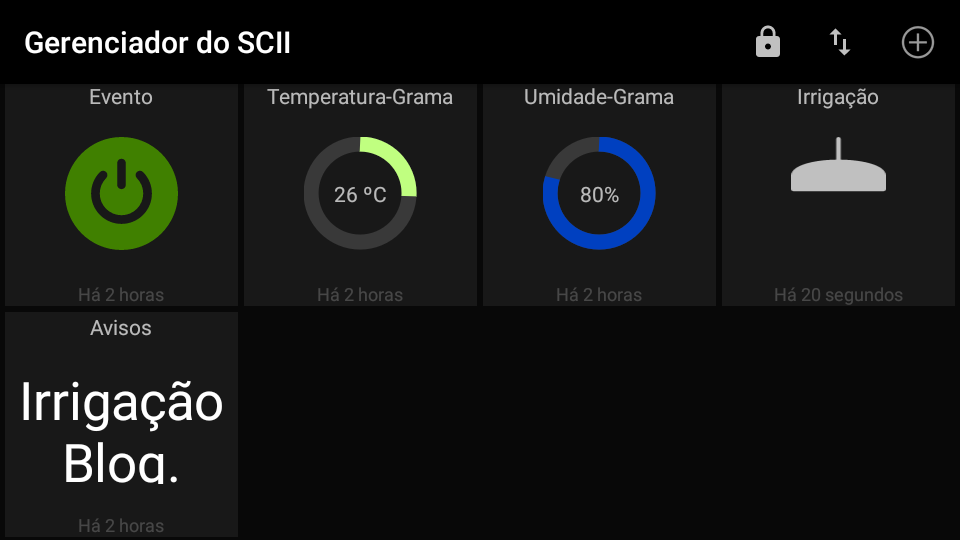 Gerenciador do SCII
Evento
Temperatura-Grama
Umidade-Grama
Irrigação
26 ºC
80%
Há 2 horas
Há 2 horas
Há 2 horas
Há 20 segundos
Avisos
Irrigação
Bloq.
Há 2 horas